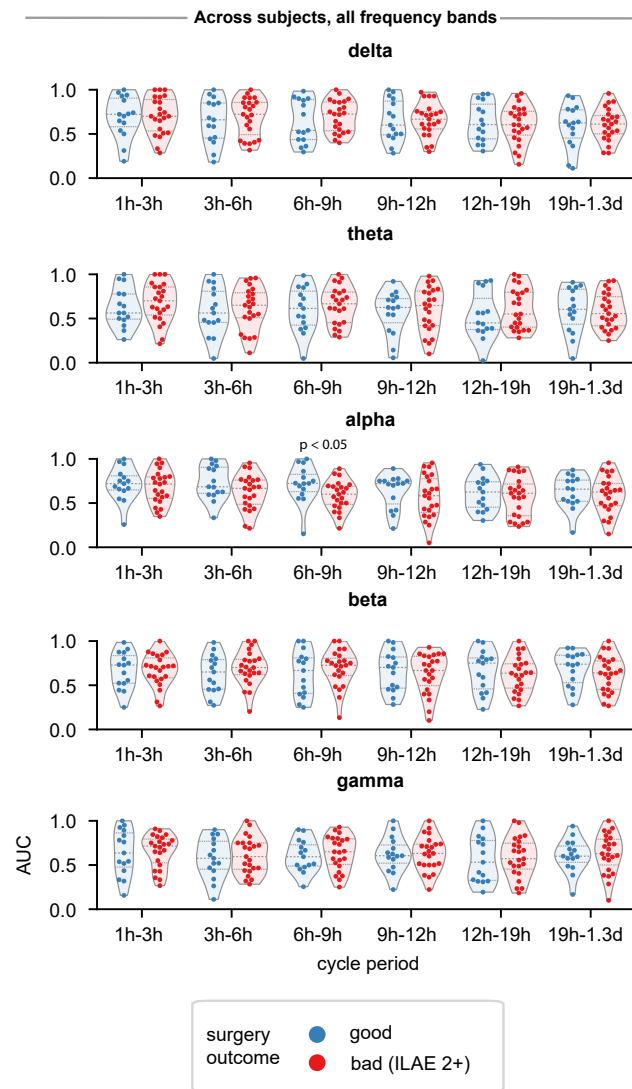 Across subjects, all frequency bands
delta
1.0
0.5
0.0
1h-3h 3h-6h 6h-9h 9h-12h 12h-19h 19h-1.3d
theta
1.0
0.5
0.0
1h-3h 3h-6h 6h-9h 9h-12h 12h-19h 19h-1.3d
alpha
p < 0.05
1.0
0.5
0.0
1h-3h 3h-6h 6h-9h 9h-12h 12h-19h 19h-1.3d
beta
1.0
0.5
0.0
1h-3h 3h-6h 6h-9h 9h-12h 12h-19h 19h-1.3d
gamma
1.0
0.5
0.0
AUC
1h-3h 3h-6h 6h-9h 9h-12h 12h-19h 19h-1.3d
cycle period
surgery
outcome
good
bad (ILAE 2+)